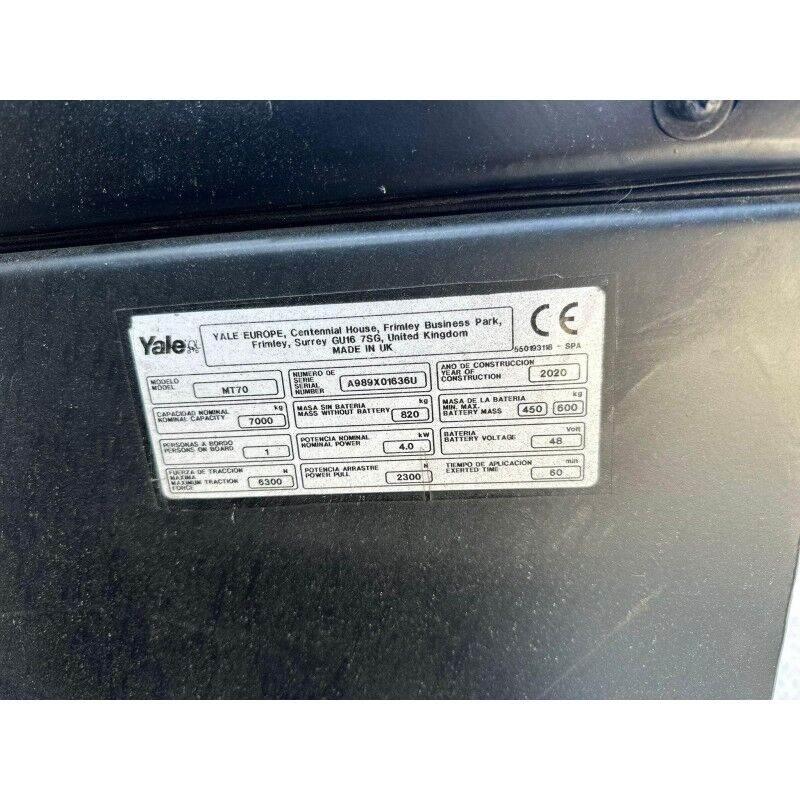 Yale
YALE EUROPE, Centennial House, Frimley Business Park,
Frimley, Surrey GU16 7SG, United Kingdom
MADE IN UK
CE
550193118 - SPA
MODELO
MODEL
MT70
NUMERO DE
SERIE
SERIAL
NUMBER
A989X01636U
ANO DE CONSTRUCCION
YEAR OF
CONSTRUCTION
2020
CAPACIDAD NOMINAL
NOMINAL CAPACITY
kg
7000
MASA SIN BATERIA
MASS WITHOUT BATTERY
kg
820
MASA DE LA BATERIA
MIN. MAX.
BATTERY MASS
kg
450 600
PERSONAS A BORDO
PERSONS ON BOARD
1
POTENCIA NOMINAL
NOMINAL POWER
kW
4.0
BATERIA
BATTERY VOLTAGE
Volt
48
FUERZA DE TRACCION
MAXIMA
MAXIMUM TRACTION
FORCE
N
6300
POTENCIA ARRASTRE
POWER PULL
N
2300
TIEMPO DE APLICACION
EXERTED TIME
min
60